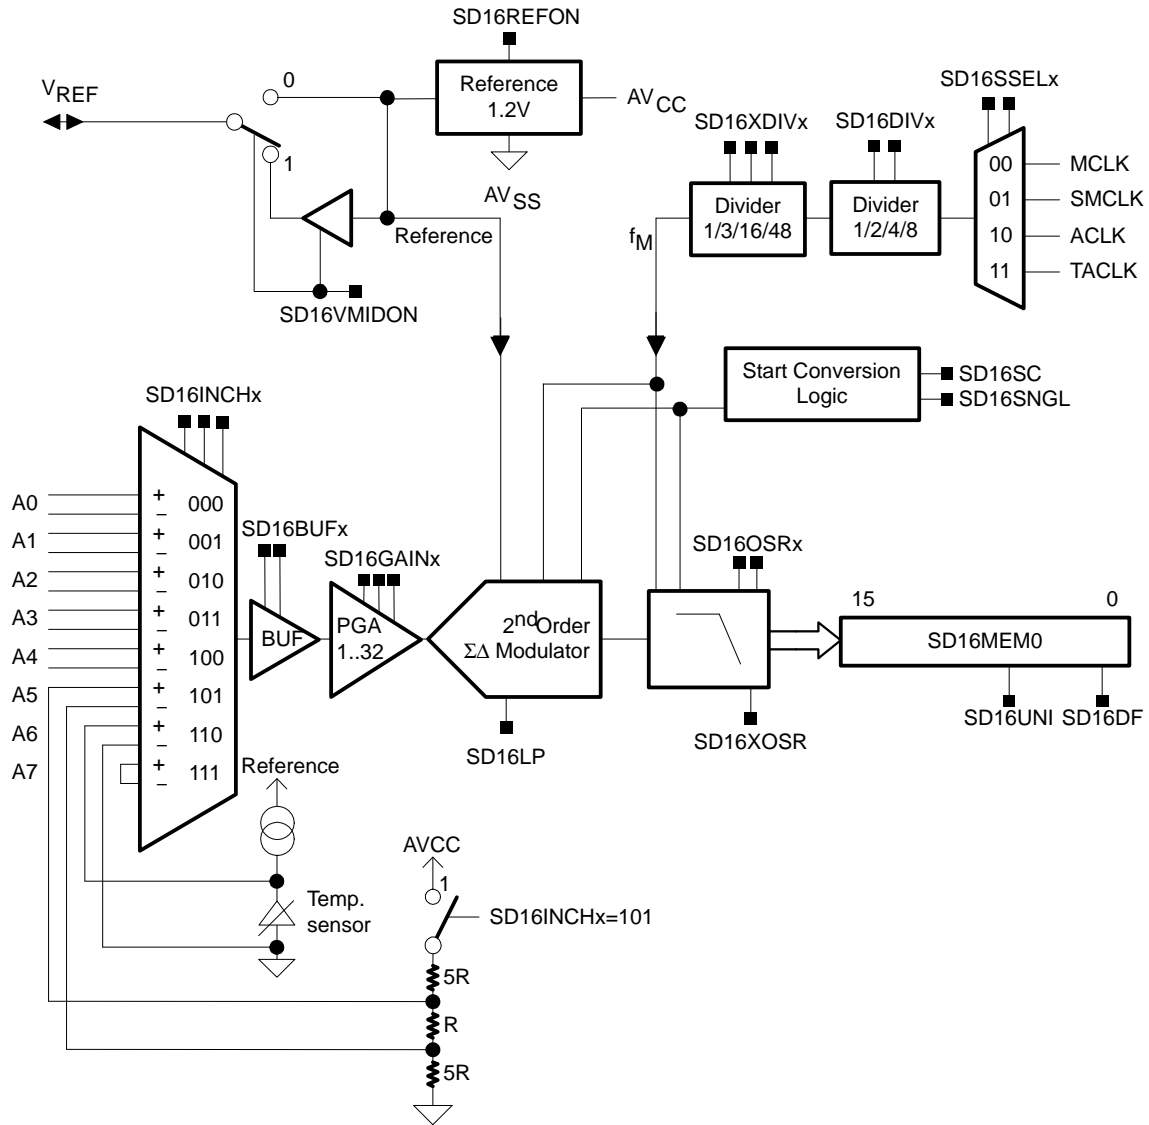 SD16REFON
VREF
0
Reference
1.2V
AVCC
AVSS
1
Reference
SD16VMIDON
SD16SSELx
SD16XDIVx
SD16DIVx
00
MCLK
Divider
1/3/16/48
Divider
1/2/4/8
01
SMCLK
fM
10
ACLK
11
TACLK
Start Conversion
Logic
SD16SC
SD16SNGL
SD16INCHx
A0
+
−
000
A1
+
−
001
A2
+
−
010
A3
+
−
011
A4
+
−
100
A5
+
−
101
A6
+
−
110
A7
+
−
111
SD16BUFx
BUF
SD16GAINx
PGA
1..32
2nd Order
ΣΔ Modulator
SD16LP
SD16OSRx
SD16XOSR
15
0
SD16MEM0
SD16UNI
SD16DF
Reference
Temp.
sensor
AVCC
1
SD16INCHx=101
5R
R
5R